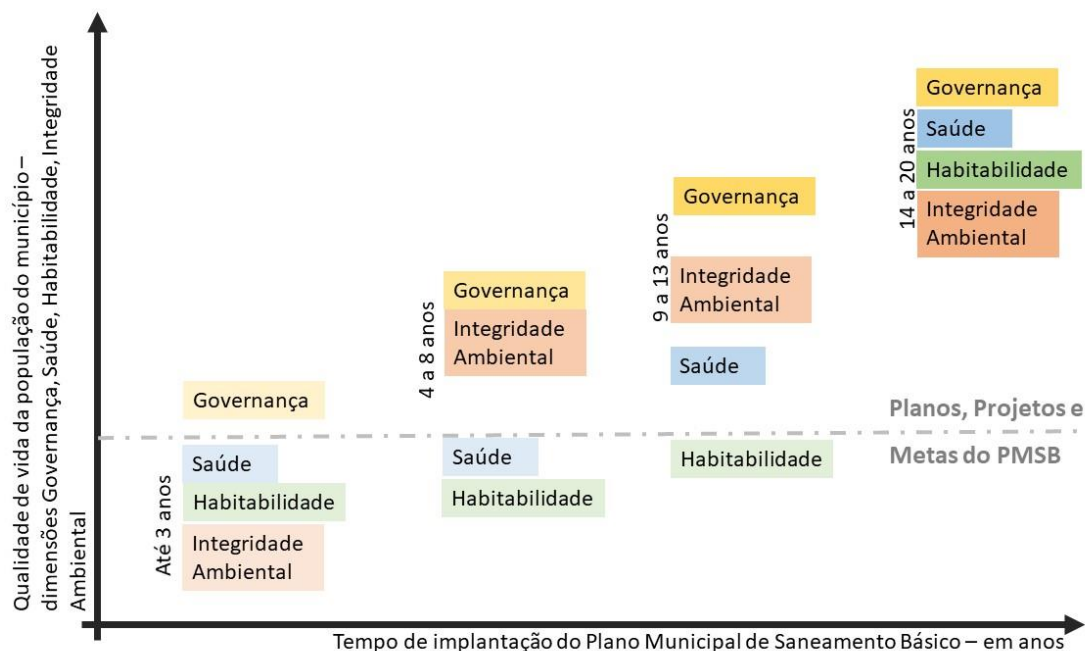 Qualidade de vida da população do município –
dimensões Governança, Saúde, Habitabilidade, Integridade
Ambiental
Até 3 anos
Governança
Saúde
Habitabilidade
Integridade
Ambiental
4 a 8 anos
Governança
Integridade
Ambiental
Saúde
Habitabilidade
9 a 13 anos
Governança
Integridade
Ambiental
Saúde
Habitabilidade
14 a 20 anos
Governança
Saúde
Habitabilidade
Integridade
Ambiental
Planos, Projetos e
Metas do PMSB
Tempo de implantação do Plano Municipal de Saneamento Básico – em anos